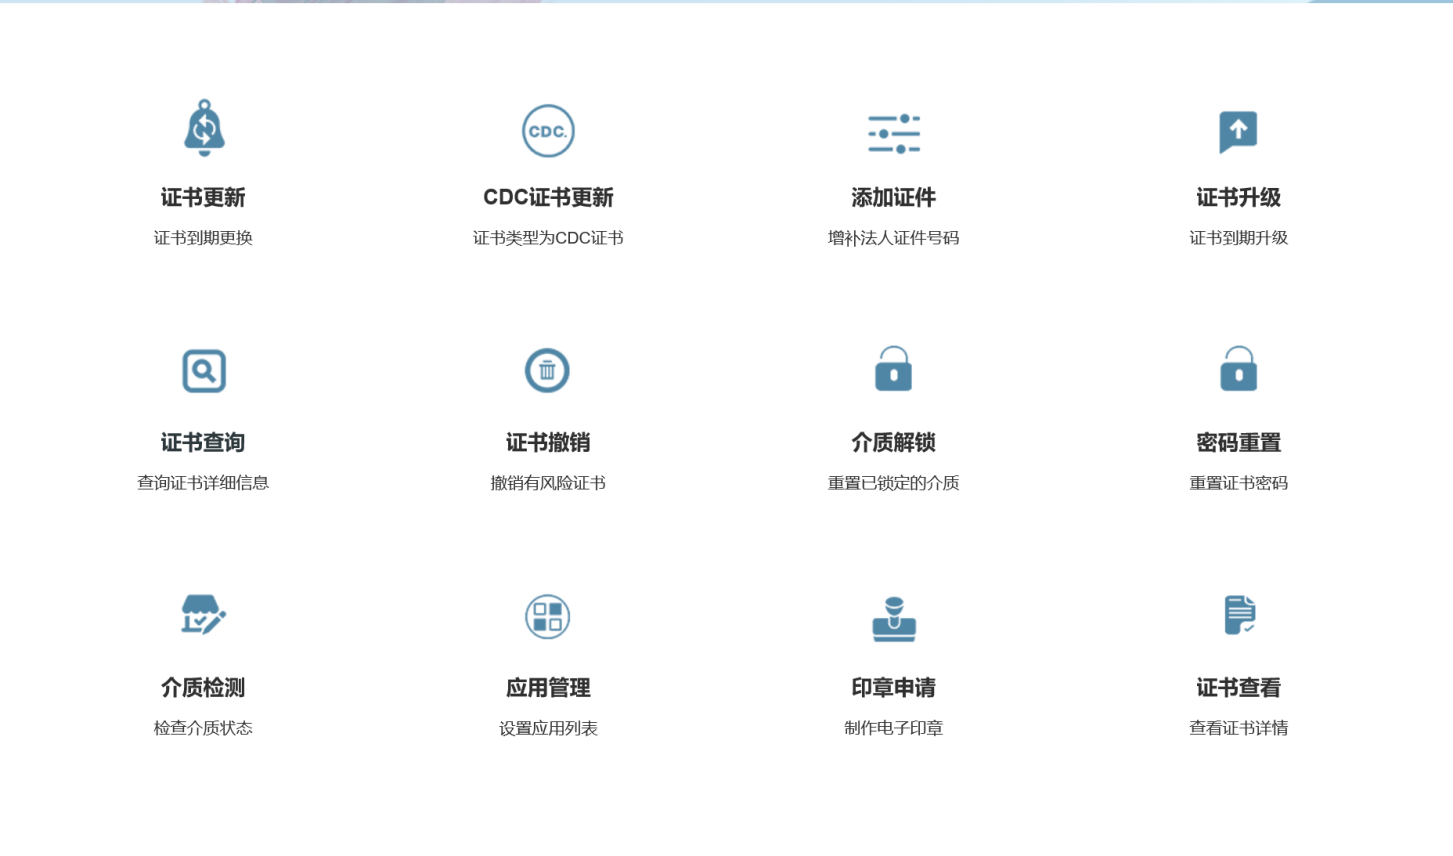 CDC.
证书更新
CDC证书更新
添加证件
证书升级
证书到期更换
证书类型为CDC证书
增补法人证件号码
证书到期升级
证书查询
证书撤销
介质解锁
密码重置
查询证书详细信息
撤销有风险证书
重置已锁定的介质
重置证书密码
介质检测
应用管理
印章申请
证书查看
检查介质状态
设置应用列表
制作电子印章
查看证书详情